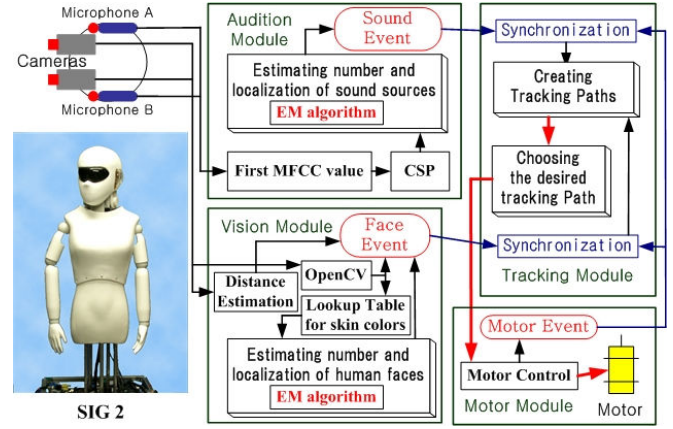 Microphone A
Cameras
Microphone B
SIG 2
Audition
Module
Sound
Event
Estimating number and
localization of sound sources
EM algorithm
First MFCC value
CSP
Vision Module
Face
Event
Distance
Estimation
OpenCV
Lookup Table
for skin colors
Estimating number and
localization of human faces
EM algorithm
Synchronization
Creating
Tracking Paths
Choosing
the desired
tracking Path
Synchronization
Tracking Module
Motor Event
Motor Control
Motor Module
Motor